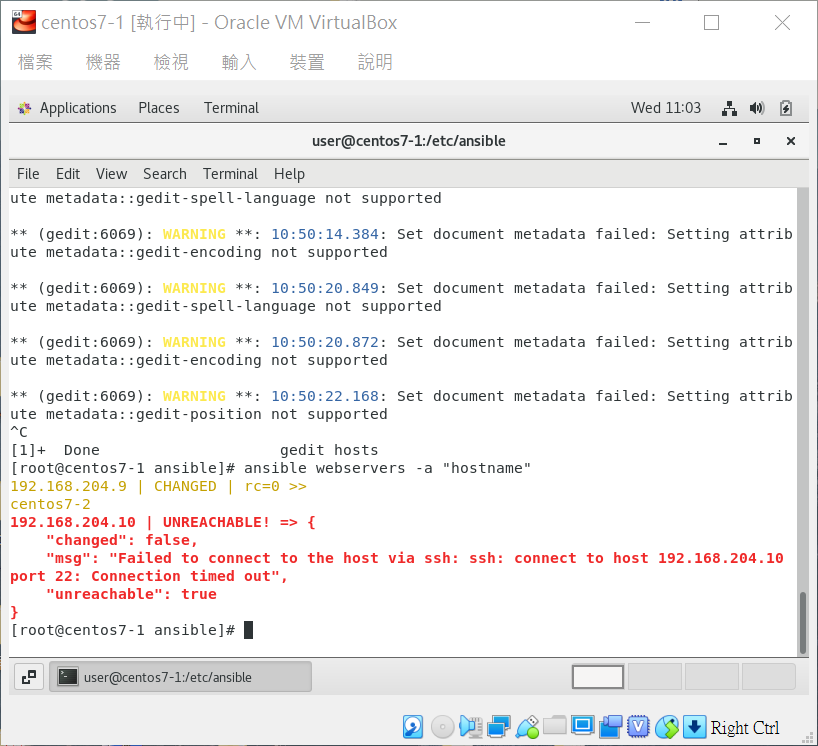 centos7-1 [執行中] - Oracle VM VirtualBox
檔案 機器 檢視 輸入 裝置 說明
Applications Places Terminal Wed 11:03
user@centos7-1:/etc/ansible
File Edit View Search Terminal Help
ute metadata::gedit-spell-language not supported
** (gedit:6069): WARNING **: 10:50:14.384: Set document metadata failed: Setting attrib
ute metadata::gedit-encoding not supported
** (gedit:6069): WARNING **: 10:50:20.849: Set document metadata failed: Setting attrib
ute metadata::gedit-spell-language not supported
** (gedit:6069): WARNING **: 10:50:20.872: Set document metadata failed: Setting attrib
ute metadata::gedit-encoding not supported
** (gedit:6069): WARNING **: 10:50:22.168: Set document metadata failed: Setting attrib
ute metadata::gedit-position not supported
^C
[1]+  Done                    gedit hosts
[root@centos7-1 ansible]# ansible webservers -a "hostname"
192.168.204.9 | CHANGED | rc=0 >>
centos7-2
192.168.204.10 | UNREACHABLE! => {
    "changed": false,
    "msg": "Failed to connect to the host via ssh: ssh: connect to host 192.168.204.10
port 22: Connection timed out",
    "unreachable": true
}
[root@centos7-1 ansible]#
user@centos7-1:/etc/ansible
Right Ctrl